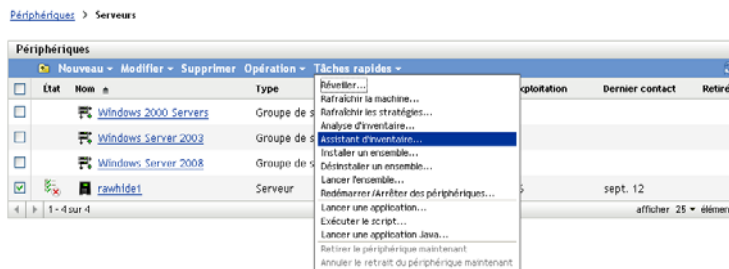 Périphériques > Serveurs
Périphériques
Nouveau Modifier Supprimer Opération Tâches rapides
État Nom Type Dernier contact Retiré
Windows 2000 Servers Groupe de s
Windows Server 2003 Groupe de s
Windows Server 2008 Groupe de s
rawhide1 Serveur sept. 12
1 - 4 sur 4 afficher 25 élémen
Réveiller...
Rafraîchir la machine...
Rafraîchir les stratégies...
Analyse d'inventaire...
Assistant d'inventaire...
Installer un ensemble...
Désinstaller un ensemble...
Lancer l'ensemble...
Redémarrer/Arrêter des périphériques...
Lancer une application...
Exécuter le script...
Lancer une application Java...
Retirer le périphérique maintenant
Annuler le retrait du périphérique maintenant